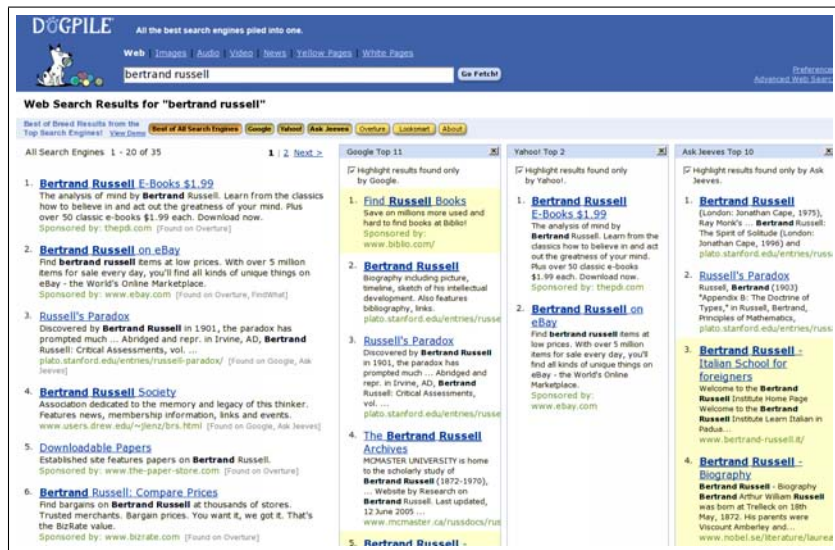 DOGPILE
All the best search engines piled into one.
Web | Images | Audio | Video | News | Yellow Pages | White Pages
bertrand russell
Go Fetch!
Preference
Advanced Web Searc
Web Search Results for "bertrand russell"
Best of Breed Results from the
Top Search Engines! View Demo
Best of All Search Engines Google Yahoo! Ask Jeeves Overture Looksmart About
All Search Engines 1 - 20 of 35
1 | 2 Next >
1. Bertrand Russell E-Books $1.99
The analysis of mind by Bertrand Russell. Learn from the classics
how to believe in and act out the greatness of your mind. Plus
over 50 classic e-books $1.99 each. Download now.
Sponsored by: thepdi.com [Found on Overture]
2. Bertrand Russell on eBay
Find bertrand russell items at low prices. With over 5 million
items for sale every day, you'll find all kinds of unique things on
eBay - the World's Online Marketplace.
Sponsored by: www.ebay.com [Found on Overture, FindWhat]
3. Russell's Paradox
Discovered by Bertrand Russell in 1901, the paradox has
prompted much ... Abridged and repr. in Irvine, AD, Bertrand
Russell: Critical Assessments, vol. ...
plato.stanford.edu/entries/russell-paradox/ [Found on Google, Ask
Jeeves]
4. Bertrand Russell Society
Association dedicated to the memory and legacy of this thinker.
Features news, membership information, links and events.
www.users.drew.edu/~jlenz/brs.html [Found on Google, Ask Jeeves]
5. Downloadable Papers
Established site features papers on Bertrand Russell.
Sponsored by: www.the-paper-store.com [Found on Overture]
6. Bertrand Russell: Compare Prices
Find bargains on Bertrand Russell at thousands of stores.
Trusted merchants. Bargain prices. You want it, we got it. That's
the BizRate value.
Sponsored by: www.bizrate.com [Found on Overture]
Google Top 11
Highlight results found only
by Google.
1. Find Russell Books
Save on millions more used and
hard to find books at Biblio!
Sponsored by:
www.biblio.com/
2. Bertrand Russell
Biography including picture,
timeline, sketch of his intellectual
development. Also features
bibliography, links.
plato.stanford.edu/entries/russe
3. Russell's Paradox
Discovered by Bertrand Russell
in 1901, the paradox has
prompted much ... Abridged and
repr. in Irvine, AD, Bertrand
Russell: Critical Assessments,
vol. ...
plato.stanford.edu/entries/russe
4. The Bertrand Russell
Archives
MCMASTER UNIVERSITY is home
to the scholarly study of
Bertrand Russell (1872-1970),
... Website by Research on
Bertrand Russell. Last updated,
12 June 2005 ...
www.mcmaster.ca/russdocs/rus
5. Bertrand Russell -
Yahoo! Top 2
Highlight results found only
by Yahoo!.
1. Bertrand Russell
E-Books $1.99
The analysis of mind by
Bertrand Russell. Learn from the
classics how to believe in and act
out the greatness of your mind.
Plus over 50 classic e-books
$1.99 each. Download now.
Sponsored by: thepdi.com
2. Bertrand Russell on
eBay
Find bertrand russell items at
low prices. With over 5 million
items for sale every day, you'll
find all kinds of unique things on
eBay - the World's Online
Marketplace.
Sponsored by:
www.ebay.com
Ask Jeeves Top 10
Highlight results found only by Ask
Jeeves.
1. Bertrand Russell
(London: Jonathan Cape, 1975),
Ray Monk's ... Bertrand Russell:
The Spirit of Solitude (London:
Jonathan Cape, 1996) and
plato.stanford.edu/entries/russe
2. Russell's Paradox
Russell, Bertrand (1903)
"Appendix B: The Doctrine of
Types," in Russell, Bertrand,
Principles of Mathematics,
plato.stanford.edu/entries/russe
3. Bertrand Russell -
Italian School for
foreigners
Welcome to the Bertrand
Russell Institute Home Page
Welcome to the Bertrand
Russell Institute Learn Italian in
Padua...
www.bertrand-russell.it/
4. Bertrand Russell -
Biography
Bertrand Russell - Biography
Bertrand Arthur William Russell
was born at Trelleck on 18th
May, 1872. His parents were
Viscount Amberley and...
www.nobel.se/literature/laurea